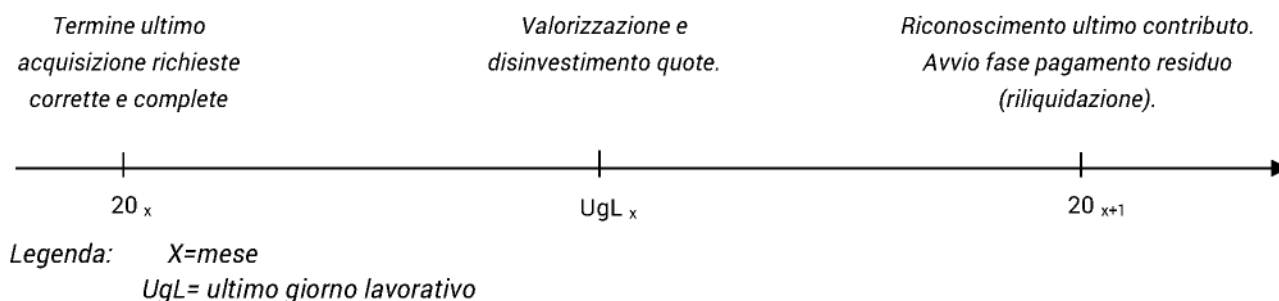 Termine ultimo
acquisizione richieste
corrette e complete
Valorizzazione e
disinvestimento quote.
Riconoscimento ultimo contributo.
Avvio fase pagamento residuo
(riliquidazione).
20 x
UgL x
20 x+1
Legenda: X=mese
UgL= ultimo giorno lavorativo